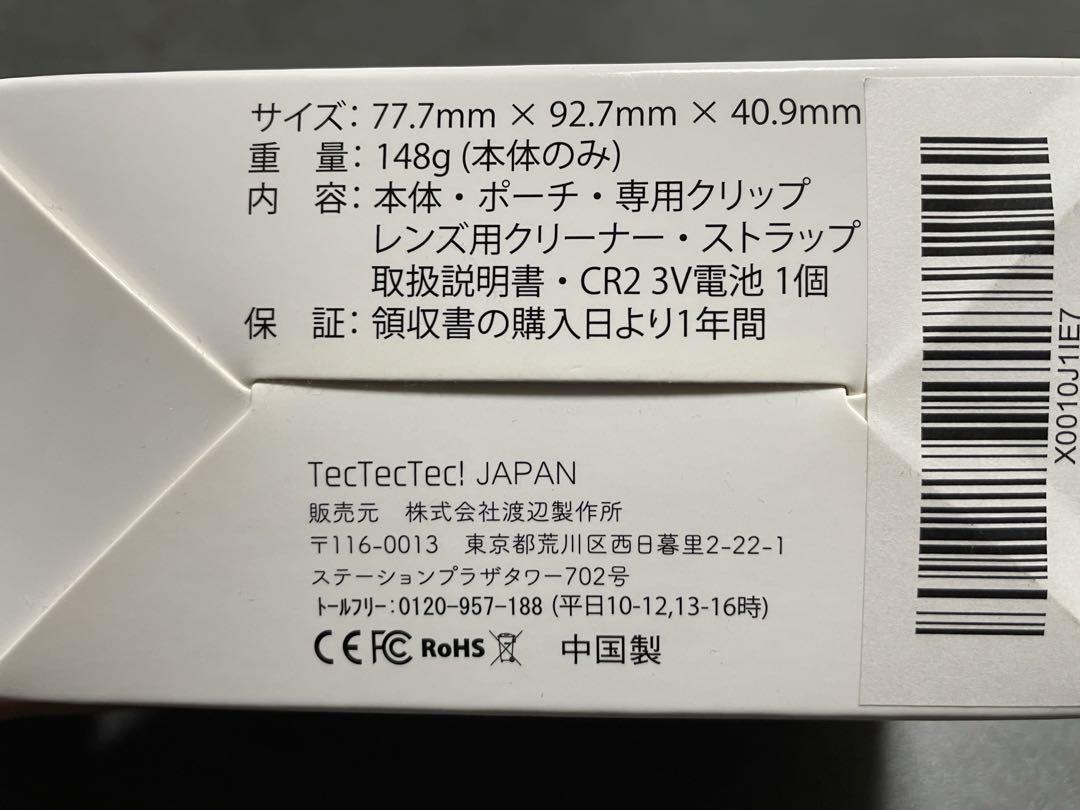 サイズ: 77.7mm × 92.7mm × 40.9mm
重 量: 148g (本体のみ)
内 容: 本体・ポーチ・専用クリップ
レンズ用クリーナー・ストラップ
取扱説明書・CR2 3V電池 1個
保 証: 領収書の購入日より1年間
TecTecTec! JAPAN
販売元 株式会社渡辺製作所
〒116-0013 東京都荒川区西日暮里2-22-1
ステーションプラザタワー702号
ﾄｰﾙﾌﾘｰ:0120-957-188 (平日10-12,13-16時)
CE FC RoHS 中国製
X0010J1IE7